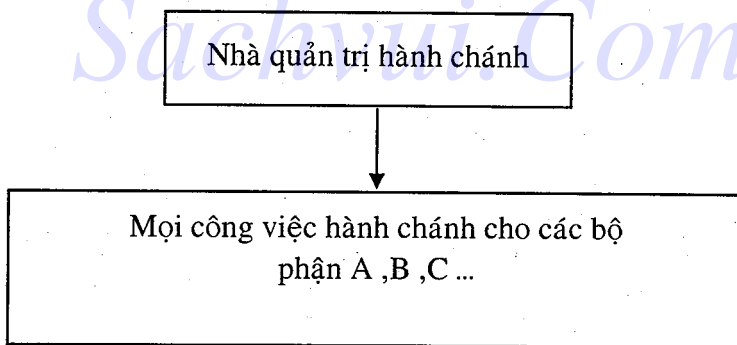 Sachvui.Com
Nhà quản trị hành chánh
Mọi công việc hành chánh cho các bộ
phận A ,B ,C ...